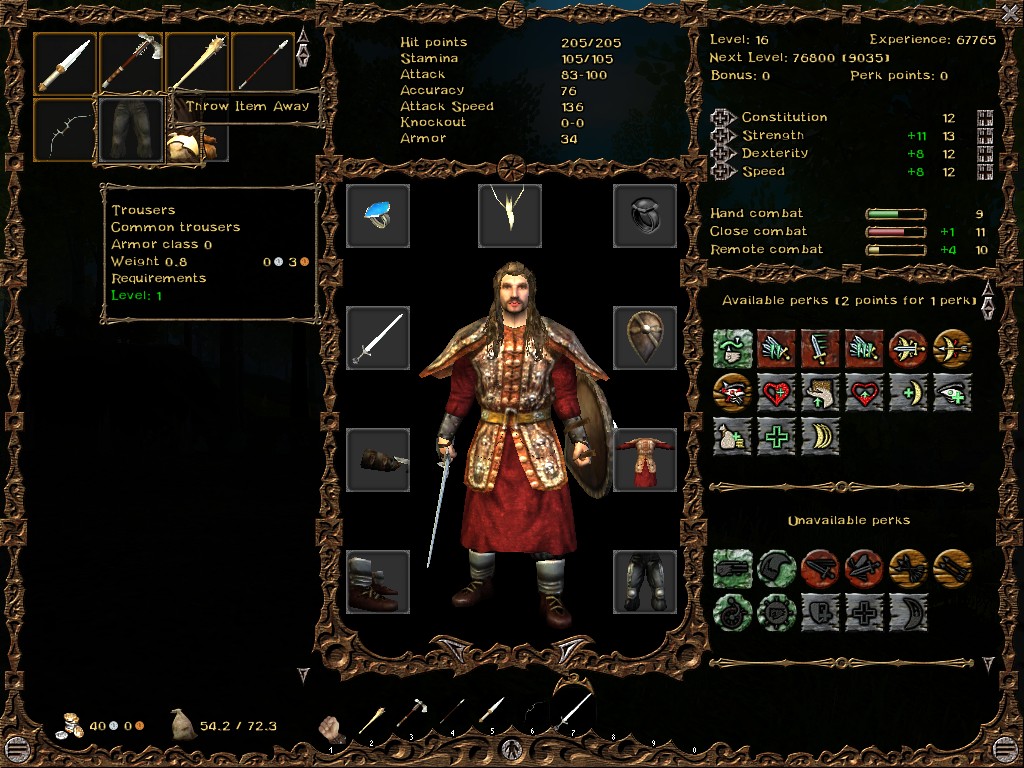 Throw Item Away
Trousers
Common trousers
Armor class 0
Weight 0.8 0 3
Requirements
Level: 1
Hit points 205/205
Stamina 105/105
Attack 83-100
Accuracy 76
Attack Speed 136
Knockout 0-0
Armor 34
Level: 16 Experience: 67765
Next Level: 76800 (9035)
Bonus: 0 Perk points: 0
Constitution 12
Strength +11 13
Dexterity +8 12
Speed +8 12
Hand combat 9
Close combat +1 11
Remote combat +4 10
Available perks (2 points for 1 perk)
Unavailable perks
40 0 54.2 / 72.3
1 2 3 4 5 6 7 8 9 0